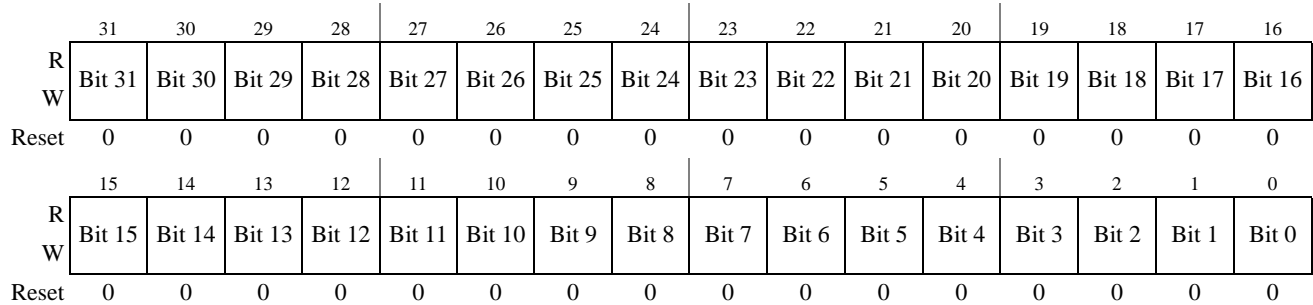 31 30 29 28 27 26 25 24 23 22 21 20 19 18 17 16
R
Bit 31 Bit 30 Bit 29 Bit 28 Bit 27 Bit 26 Bit 25 Bit 24 Bit 23 Bit 22 Bit 21 Bit 20 Bit 19 Bit 18 Bit 17 Bit 16
W
Reset 0 0 0 0 0 0 0 0 0 0 0 0 0 0 0 0
15 14 13 12 11 10 9 8 7 6 5 4 3 2 1 0
R
Bit 15 Bit 14 Bit 13 Bit 12 Bit 11 Bit 10 Bit 9 Bit 8 Bit 7 Bit 6 Bit 5 Bit 4 Bit 3 Bit 2 Bit 1 Bit 0
W
Reset 0 0 0 0 0 0 0 0 0 0 0 0 0 0 0 0